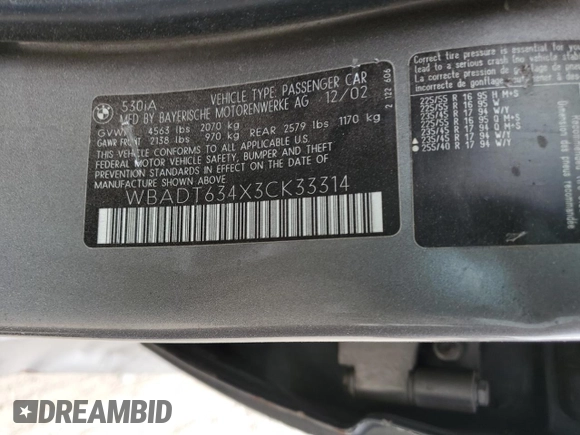 BMW
530iA VEHICLE TYPE: PASSENGER CAR
MFD BY BAYERISCHE MOTORENWERKE AG 12/02
GVWR 4563 lbs 2070 kg
GAWR FRONT 2138 lbs 970 kg REAR 2579 lbs 1170 kg
THIS VEHICLE CONFORMS TO ALL APPLICABLE U.S.
FEDERAL MOTOR VEHICLE SAFETY, BUMPER AND THEFT
PREVENTION STANDARDS IN EFFECT ON THE DATE OF
MANUFACTURE SHOWN ABOVE.
WBADT634X3CK33314
2 122 606
Correct tire pressure is essential for
225/55 R 16 95 H M+S
225/55 R 16 95 W
235/45 R 17 94 W/Y
225/55 R 16 95 Q M+S
235/45 R 17 94
235/45 R 17 94 W/Y
255/40 R 17 94 W/Y
DREAMBID